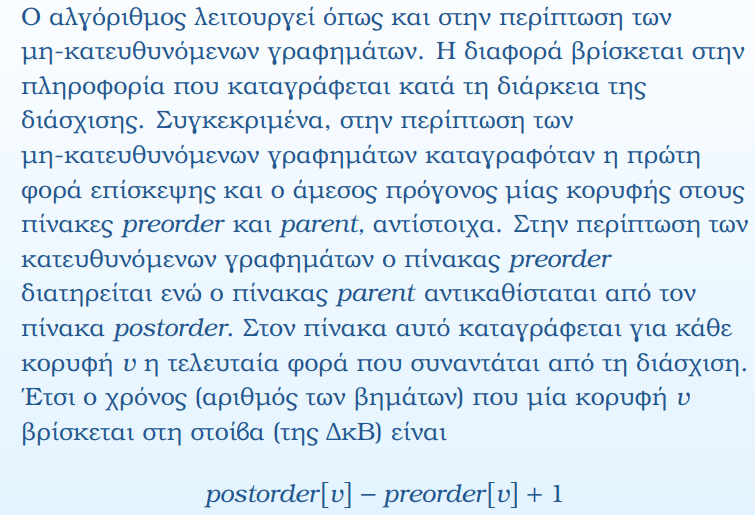 Ο αλγόριθμος λειτουργεί όπως και στην περίπτωση των
μη-κατευθυνόμενων γραφημάτων. Η διαφορά βρίσκεται στην
πληροφορία που καταγράφεται κατά τη διάρκεια της
διάσχισης. Συγκεκριμένα, στην περίπτωση των
μη-κατευθυνόμενων γραφημάτων καταγραφόταν η πρώτη
φορά επίσκεψης και ο άμεσος πρόγονος μίας κορυφής στους
πίνακες preorder και parent, αντίστοιχα. Στην περίπτωση των
κατευθυνόμενων γραφημάτων ο πίνακας preorder
διατηρείται ενώ ο πίνακας parent αντικαθίσταται από τον
πίνακα postorder. Στον πίνακα αυτό καταγράφεται για κάθε
κορυφή υ η τελευταία φορά που συναντάται από τη διάσχιση.
Έτσι ο χρόνος (αριθμός των βημάτων) που μία κορυφή υ
βρίσκεται στη στοίβα (της ΔκΒ) είναι
postorder[υ] − preorder[υ] + 1